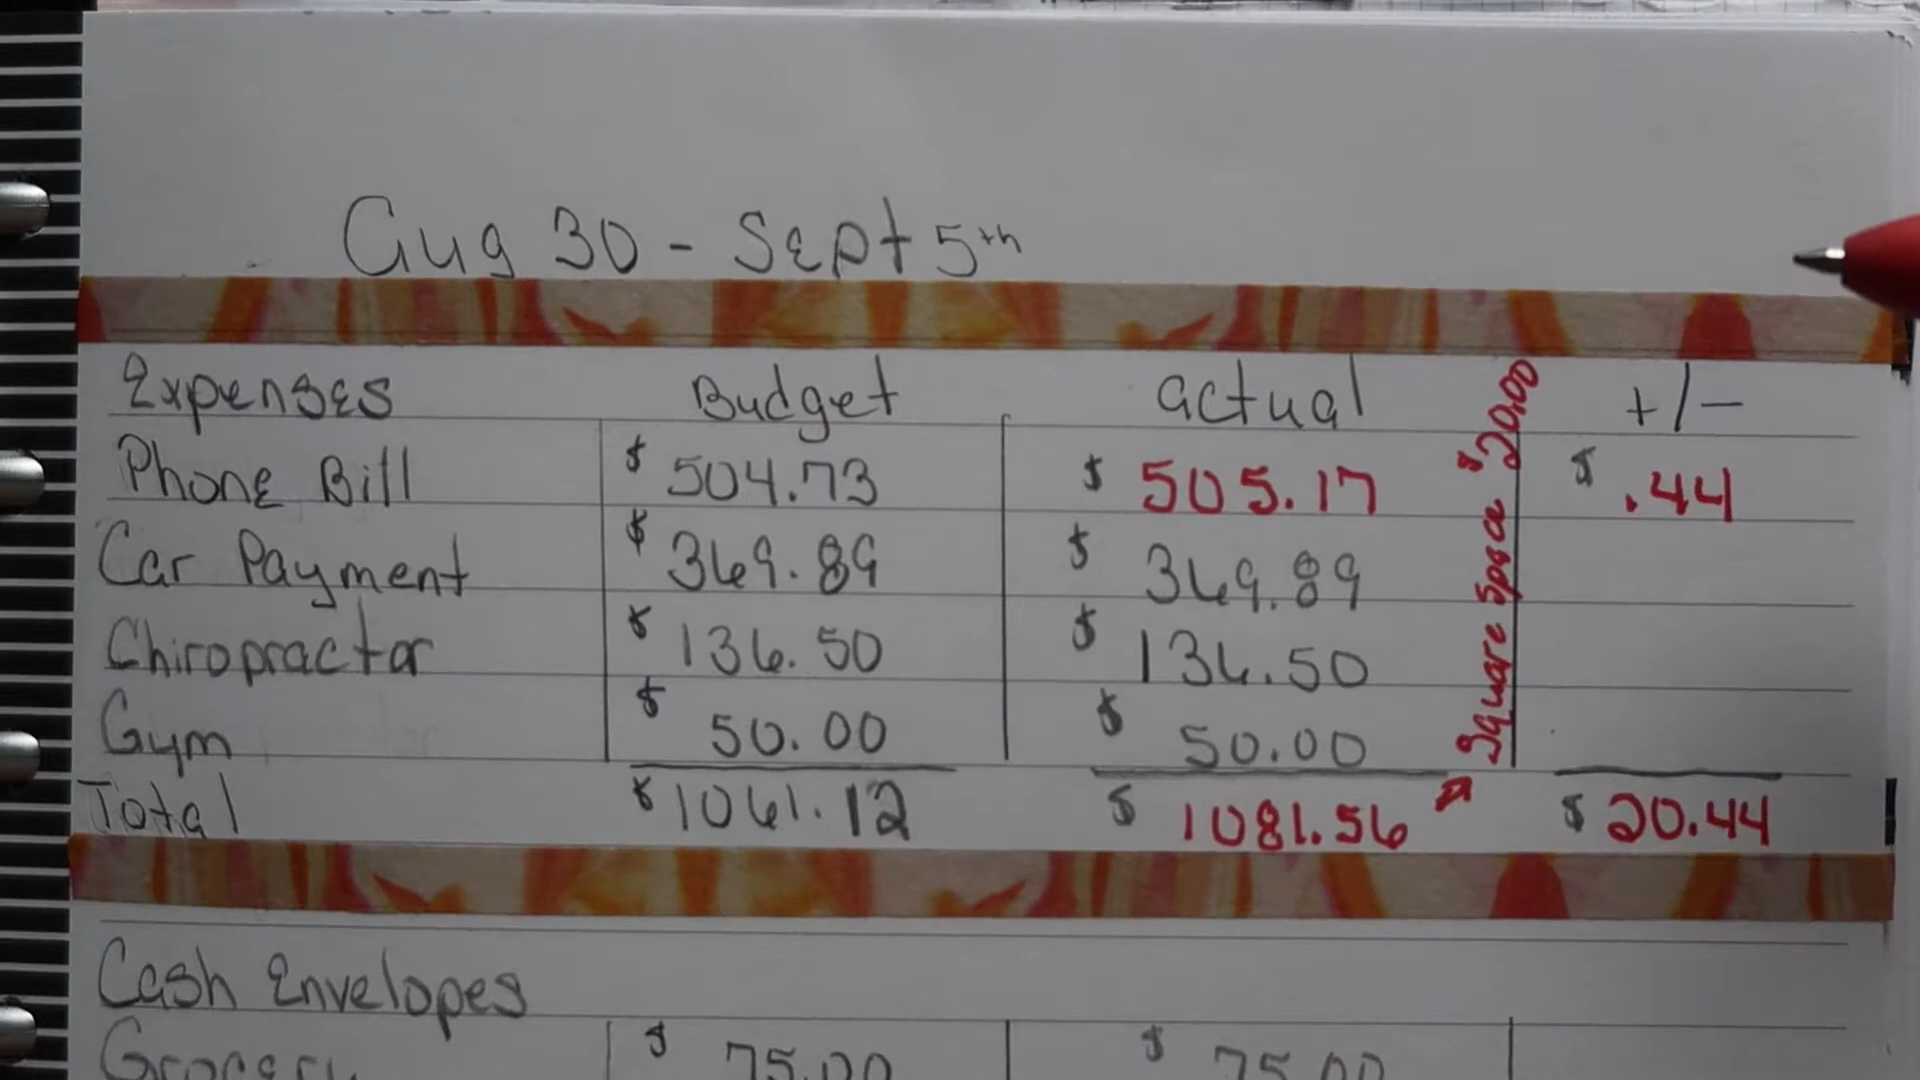 Aug 30 - Sept 5th
Expenses Budget actual +/-
Phone Bill $ 504.73 $ 505.17 $ .44
Car Payment $ 369.89 $ 369.89
Chiropractor $ 136.50 $ 136.50
Gym $ 50.00 $ 50.00
Square Space $20.00
Total $ 1061.12 $ 1081.56 $ 20.44
Cash Envelopes
Grocery $ 75.00 $ 75.00